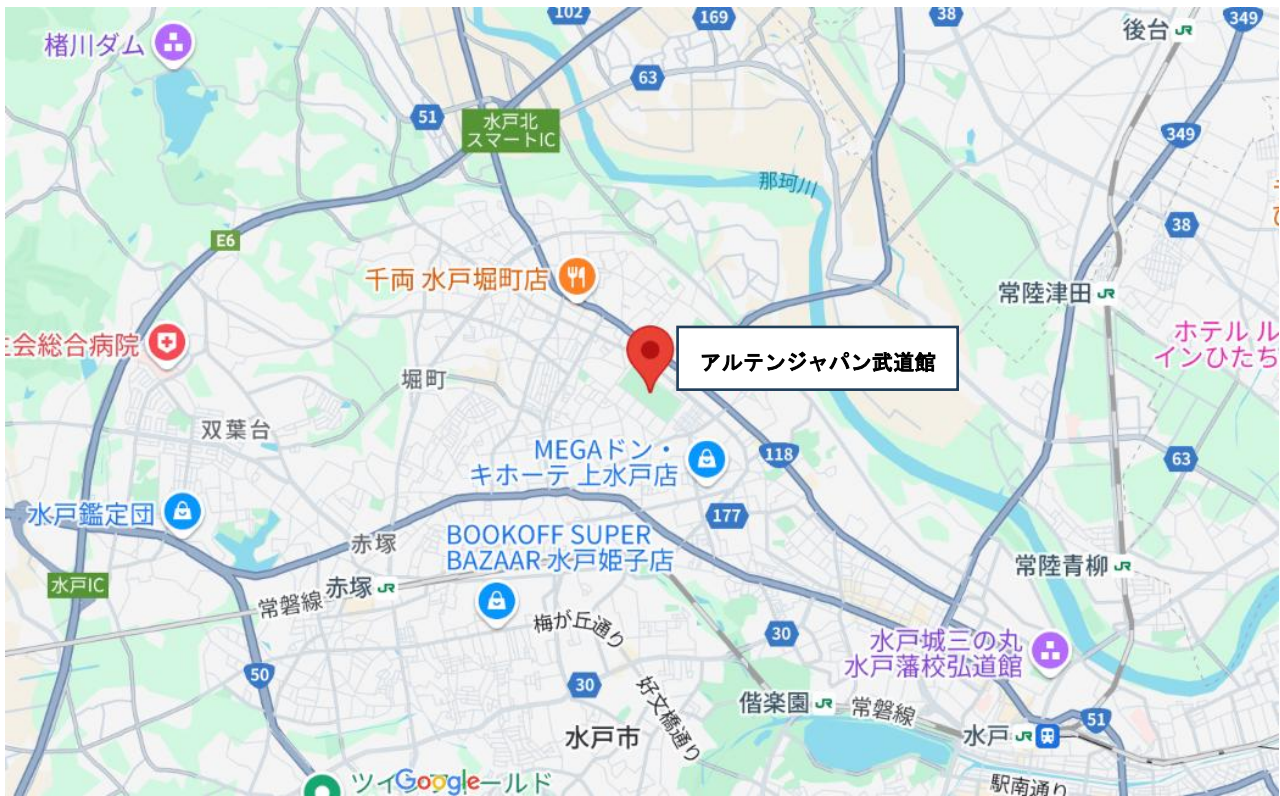 102
169
38
349
後台
楮川ダム
63
51
水戸北
スマートIC
349
那珂川
38
E6
千両 水戸堀町店
常陸津田
ホテル ル
インひたち
会総合病院
アルテンジャパン武道館
堀町
双葉台
MEGAドン・
キホーテ 上水戸店
118
63
水戸鑑定団
177
赤塚
BOOKOFF SUPER
BAZAAR 水戸姫子店
常陸青柳
水戸IC
赤塚
常磐線
梅が丘通り
30
水戸城三の丸
水戸藩校弘道館
50
30
好文橋通り
偕楽園
常磐線
水戸市
51
水戸
ツイ
Google
ールド
駅南通り